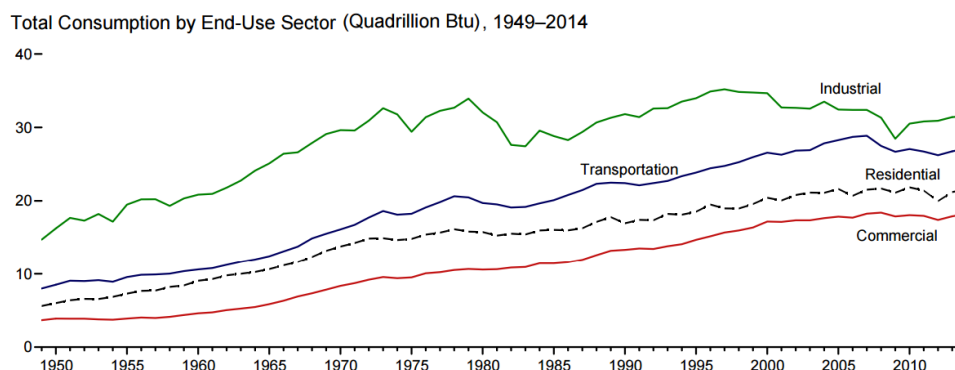 Total Consumption by End-Use Sector (Quadrillion Btu), 1949–2014
40
Industrial
30
Transportation
Residential
20
Commercial
10
0
1950 1955 1960 1965 1970 1975 1980 1985 1990 1995 2000 2005 2010